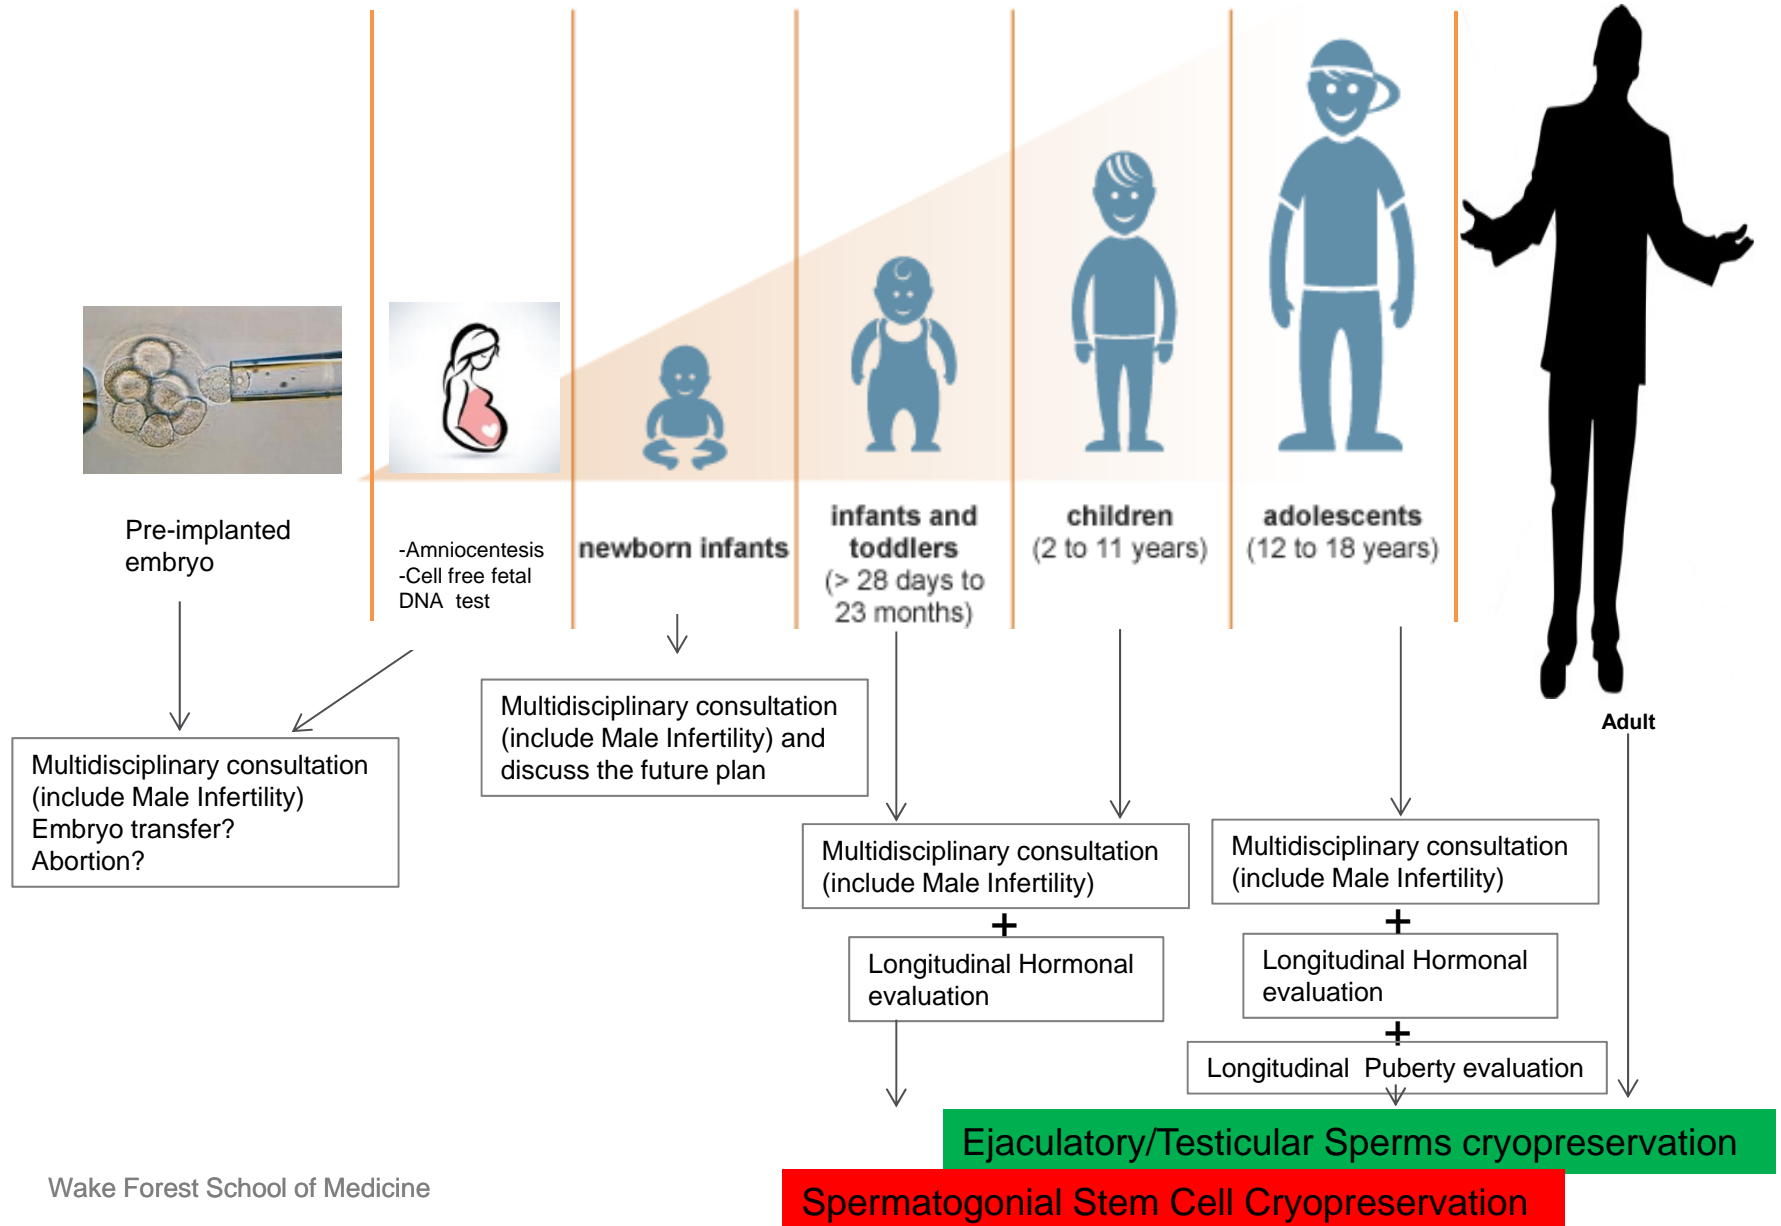 Pre-implanted
embryo
-Amniocentesis
-Cell free fetal
DNA  test
newborn infants
infants and
toddlers
(> 28 days to
23 months)
children
(2 to 11 years)
adolescents
(12 to 18 years)
Adult
Multidisciplinary consultation
(include Male Infertility)
Embryo transfer?
Abortion?
Multidisciplinary consultation
(include Male Infertility) and
discuss the future plan
Multidisciplinary consultation
(include Male Infertility)
+
Longitudinal Hormonal
evaluation
Multidisciplinary consultation
(include Male Infertility)
+
Longitudinal Hormonal
evaluation
+
Longitudinal  Puberty evaluation
Ejaculatory/Testicular Sperms cryopreservation
Spermatogonial Stem Cell Cryopreservation
Wake Forest School of Medicine